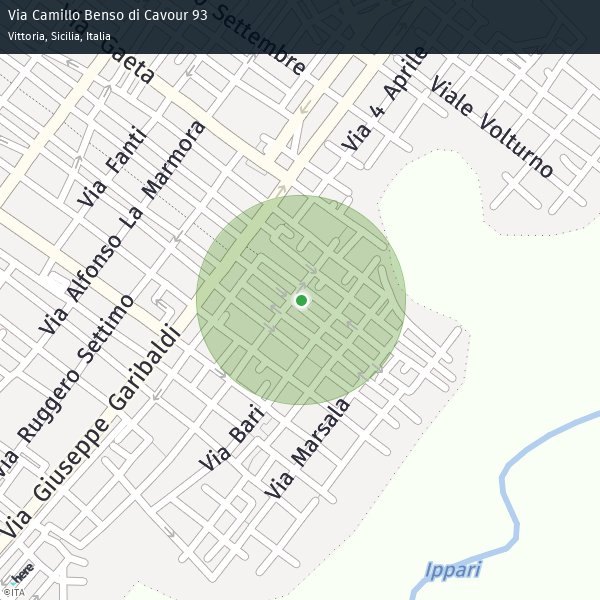 Via Camillo Benso di Cavour 93
Vittoria, Sicilia, Italia
Via Gaeta
Settembre
Via 4 Aprile
Viale Volturno
Via Fanti
Via Alfonso La Marmora
Via Ruggero Settimo
Via Giuseppe Garibaldi
Via Bari
Via Marsala
Ippari
here
©ITA